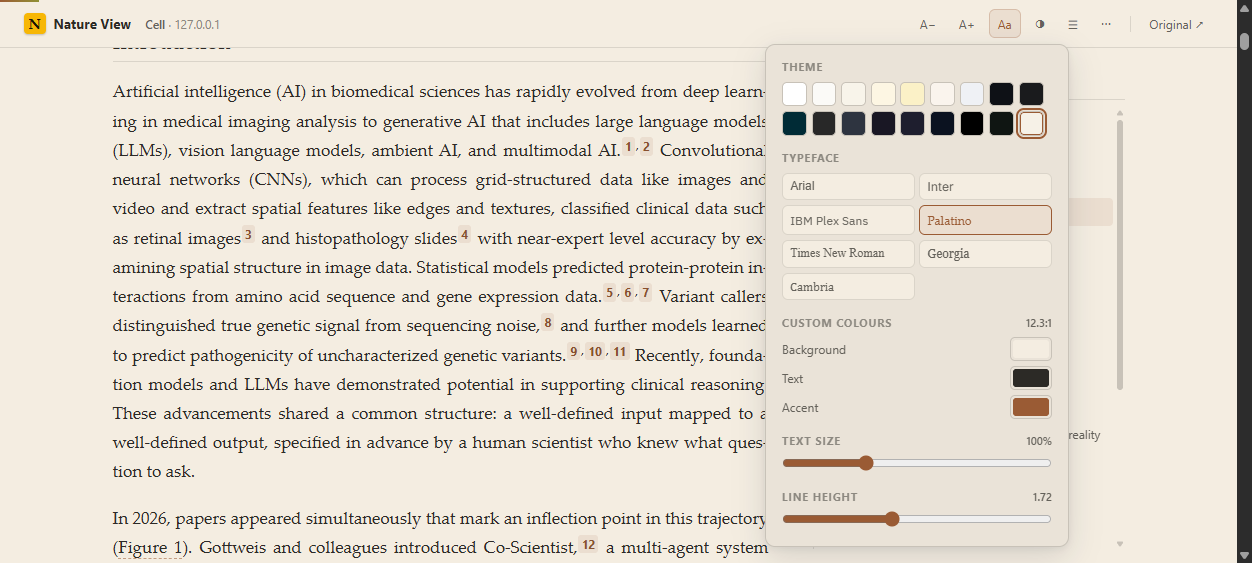 N Nature View Cell · 127.0.0.1 A− A+ Aa ◑ ☰ ··· Original ↗
Artificial intelligence (AI) in biomedical sciences has rapidly evolved from deep learn-
ing in medical imaging analysis to generative AI that includes large language models
(LLMs), vision language models, ambient AI, and multimodal AI.1,2 Convolutional
neural networks (CNNs), which can process grid-structured data like images and
video and extract spatial features like edges and textures, classified clinical data such
as retinal images3 and histopathology slides4 with near-expert level accuracy by ex-
amining spatial structure in image data. Statistical models predicted protein-protein in-
teractions from amino acid sequence and gene expression data.5,6,7 Variant callers
distinguished true genetic signal from sequencing noise,8 and further models learned
to predict pathogenicity of uncharacterized genetic variants.9,10,11 Recently, founda-
tion models and LLMs have demonstrated potential in supporting clinical reasoning
These advancements shared a common structure: a well-defined input mapped to a
well-defined output, specified in advance by a human scientist who knew what ques-
tion to ask.
In 2026, papers appeared simultaneously that mark an inflection point in this trajectory
(Figure 1). Gottweis and colleagues introduced Co-Scientist,12 a multi-agent system
THEME
TYPEFACE
Arial
Inter
IBM Plex Sans
Palatino
Times New Roman
Georgia
Cambria
CUSTOM COLOURS 12.3:1
Background
Text
Accent
TEXT SIZE 100%
LINE HEIGHT 1.72
reality